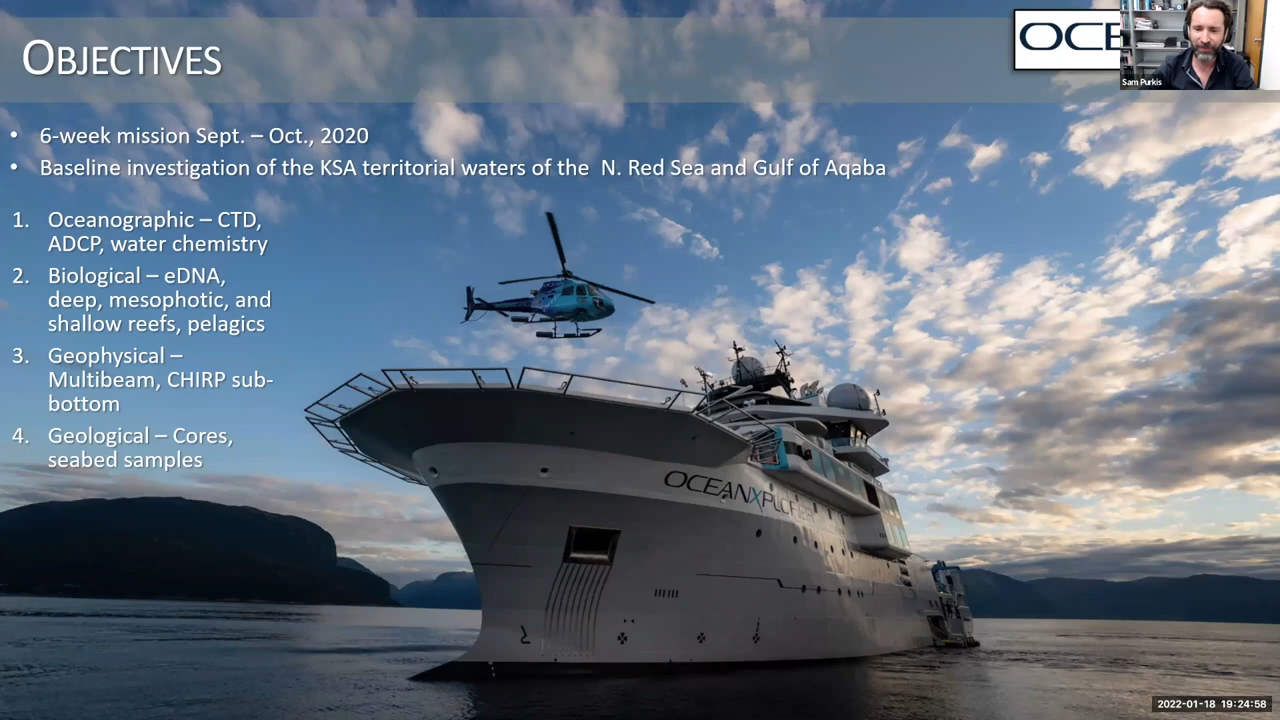 OBJECTIVES
OCE
Sam Purkis
• 6-week mission Sept. – Oct., 2020
• Baseline investigation of the KSA territorial waters of the N. Red Sea and Gulf of Aqaba
1. Oceanographic – CTD,
ADCP, water chemistry
2. Biological – eDNA,
deep, mesophotic, and
shallow reefs, pelagics
3. Geophysical –
Multibeam, CHIRP sub-
bottom
4. Geological – Cores,
seabed samples
2022-01-18 19:24:58